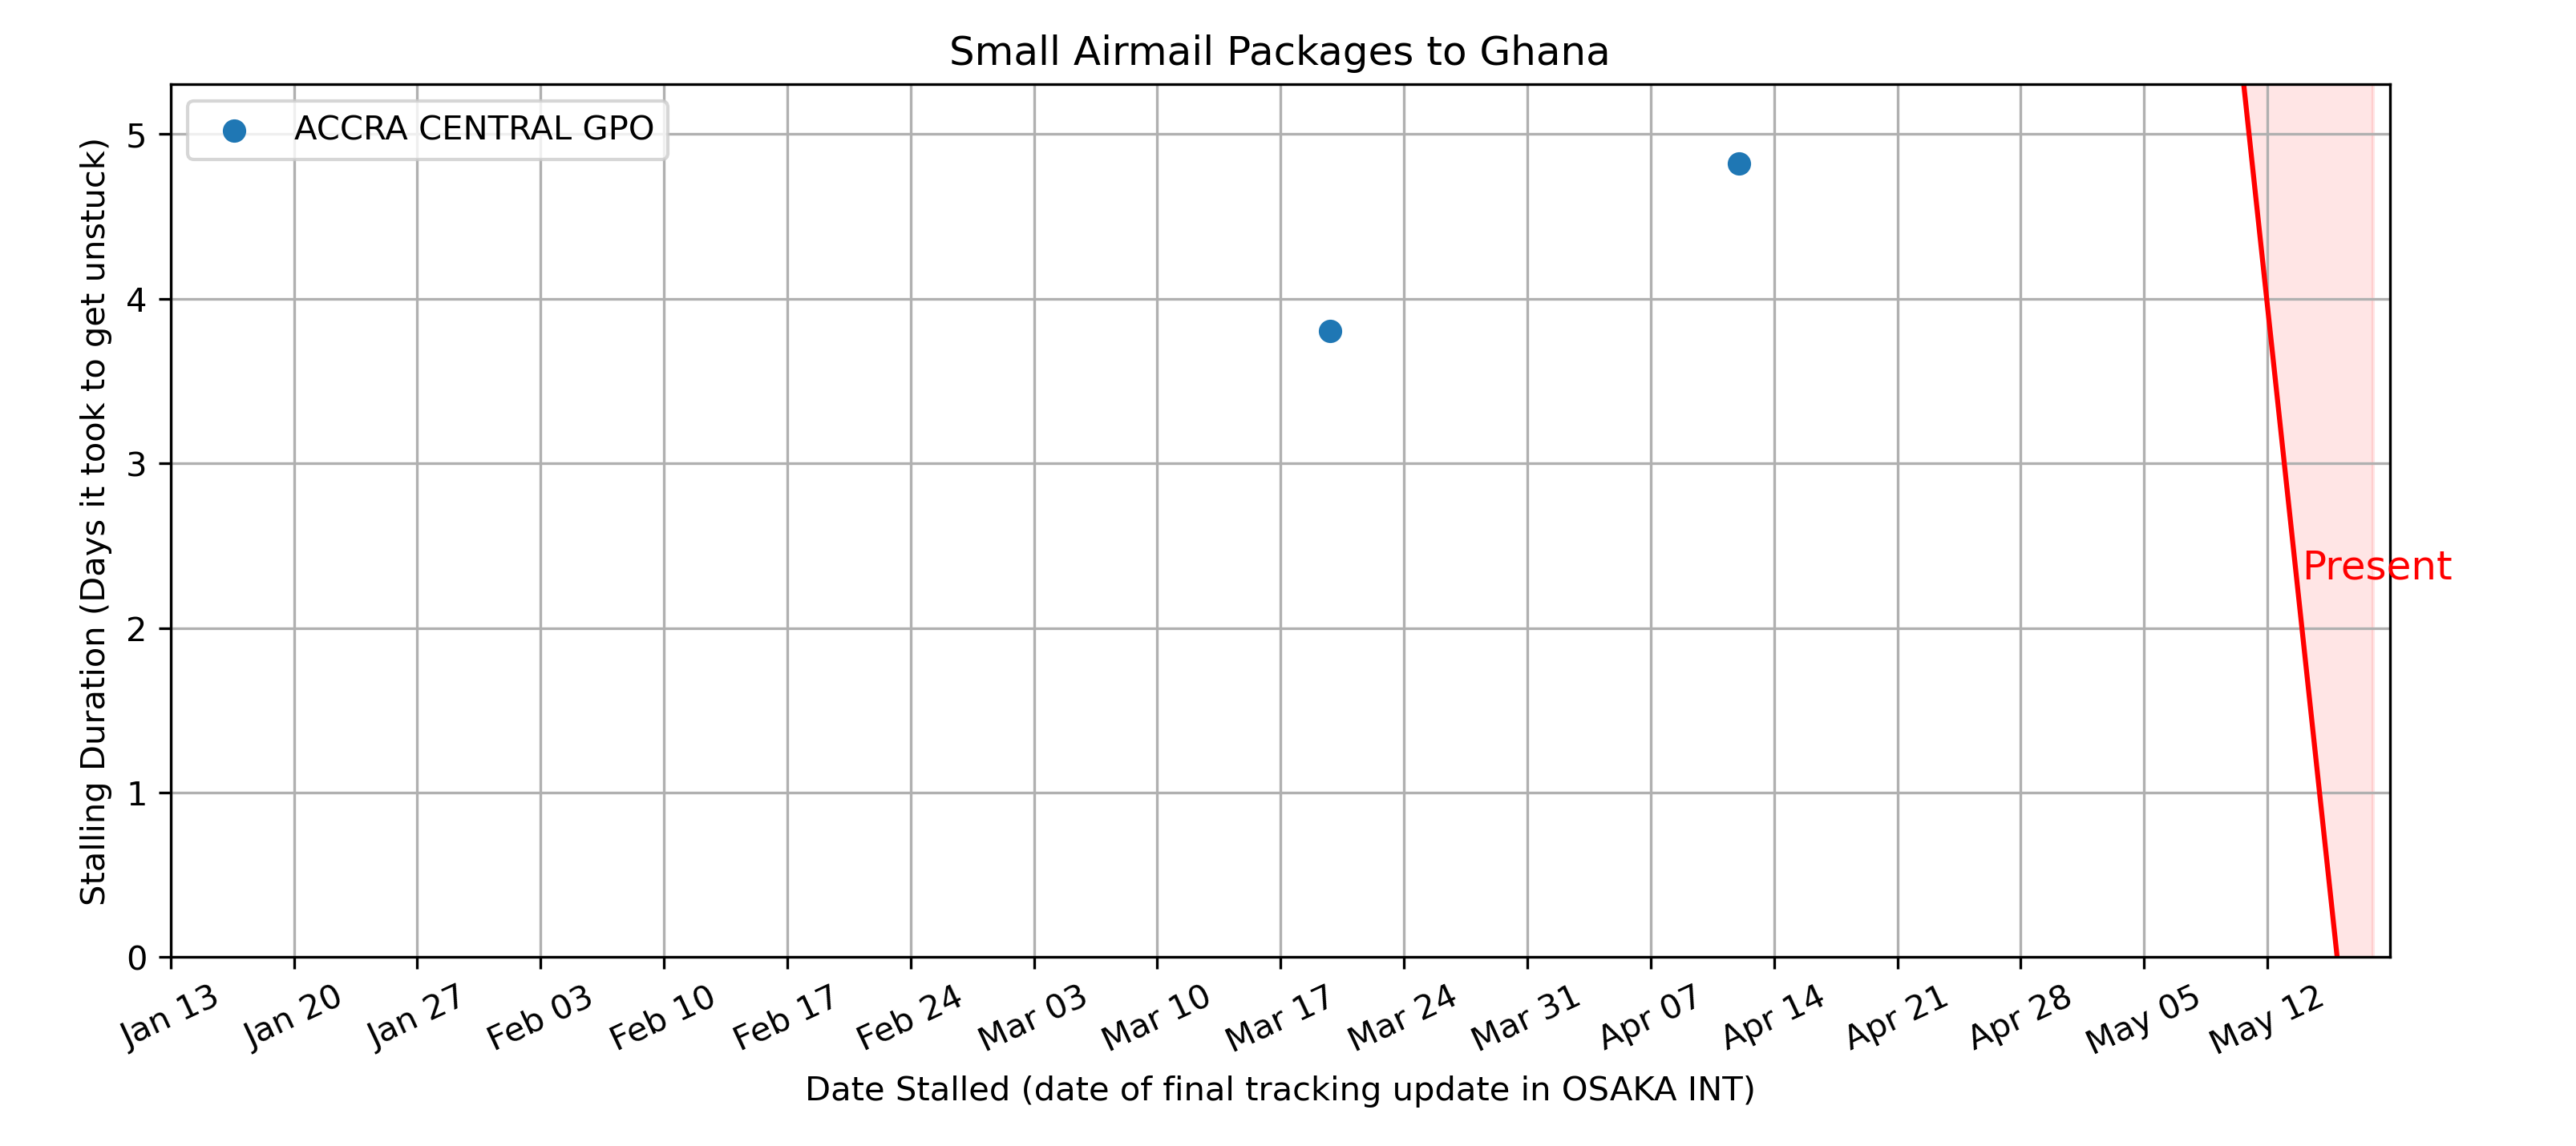 Small Airmail Packages to Ghana
ACCRA CENTRAL GPO
Stalling Duration (Days it took to get unstuck)
5
4
3
2
1
0
Present
Jan 13
Jan 20
Jan 27
Feb 03
Feb 10
Feb 17
Feb 24
Mar 03
Mar 10
Mar 17
Mar 24
Mar 31
Apr 07
Apr 14
Apr 21
Apr 28
May 05
May 12
Date Stalled (date of final tracking update in OSAKA INT)